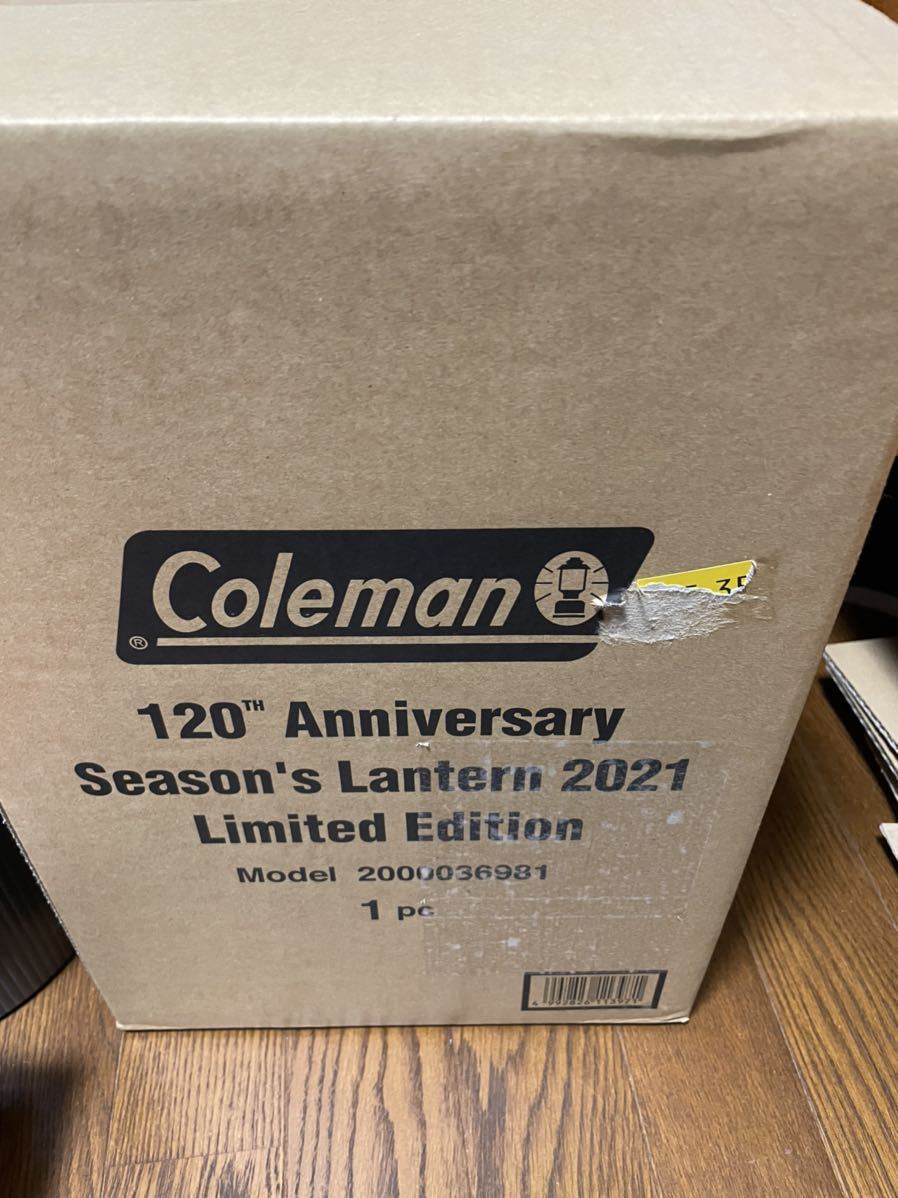 Coleman
®
120TH Anniversary
Season's Lantern 2021
Limited Edition
Model 2000036981
1 pc